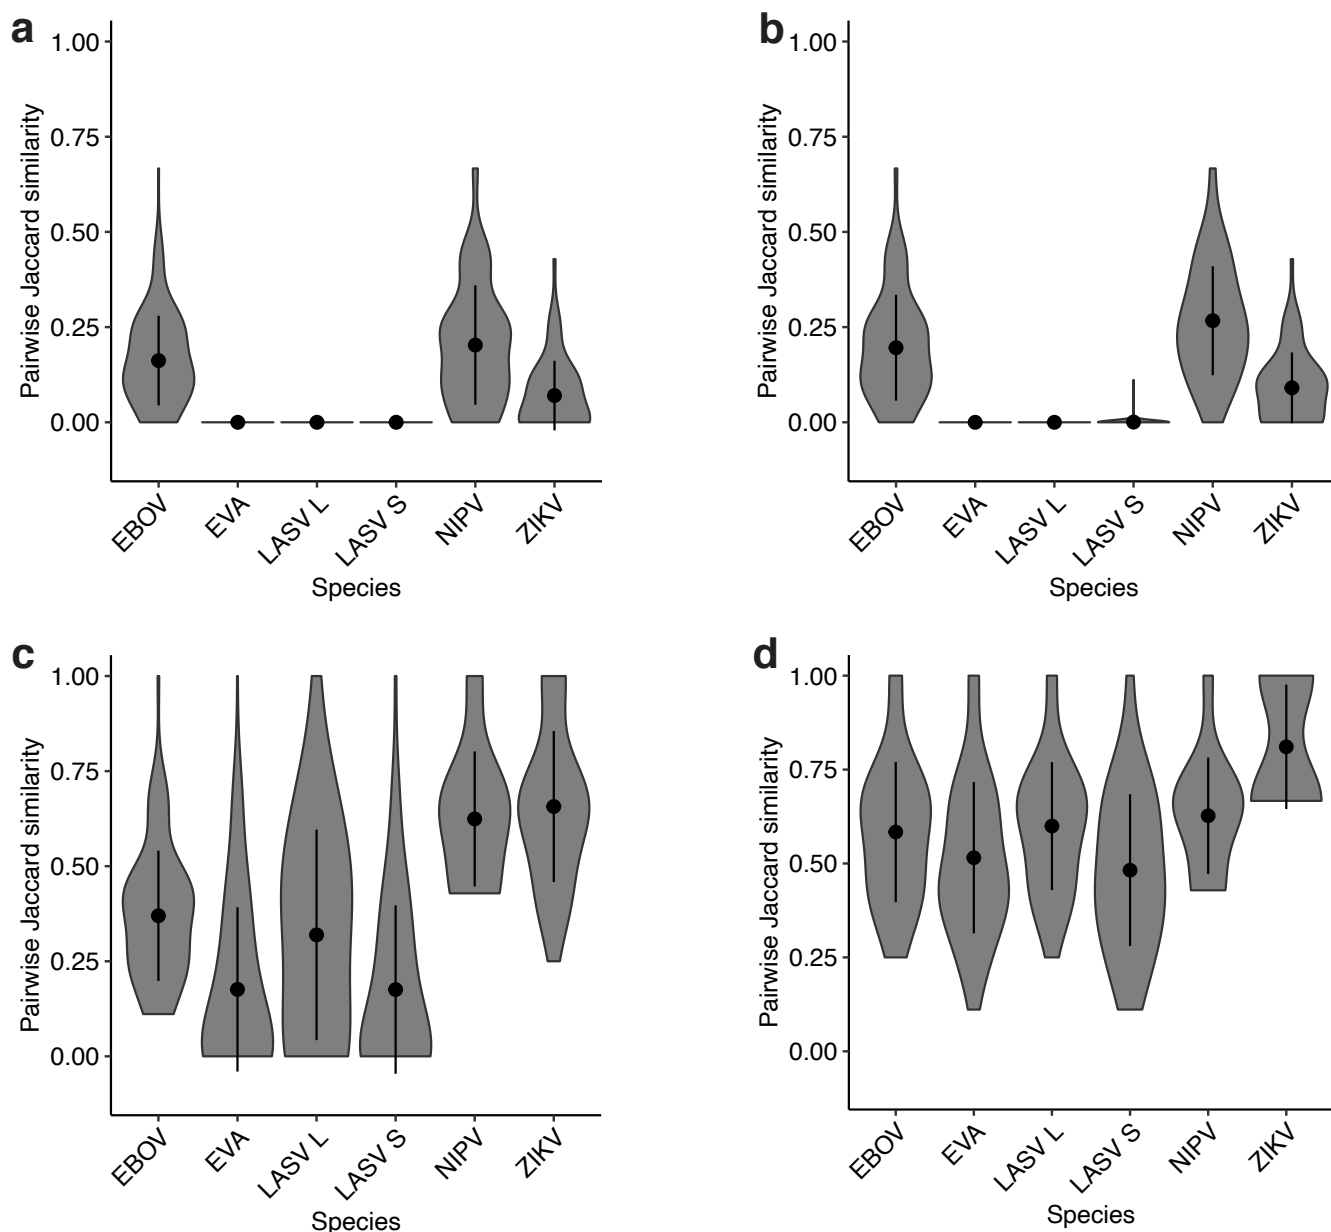 a
Pairwise Jaccard similarity
1.00
0.75
0.50
0.25
0.00
EBOV
EVA
LASV L
LASV S
NIPV
ZIKV
Species
b
Pairwise Jaccard similarity
1.00
0.75
0.50
0.25
0.00
EBOV
EVA
LASV L
LASV S
NIPV
ZIKV
Species
c
Pairwise Jaccard similarity
1.00
0.75
0.50
0.25
0.00
EBOV
EVA
LASV L
LASV S
NIPV
ZIKV
Species
d
Pairwise Jaccard similarity
1.00
0.75
0.50
0.25
0.00
EBOV
EVA
LASV L
LASV S
NIPV
ZIKV
Species